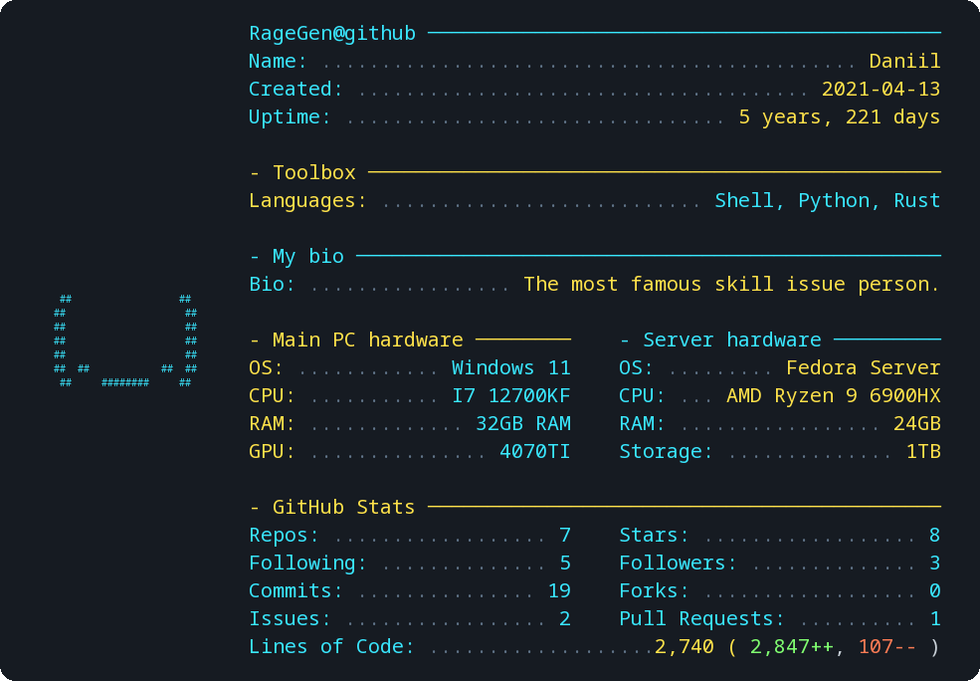 RageGen@github
Name: ............................................. Daniil
Created: ...................................... 2021-04-13
Uptime: ................................ 5 years, 221 days
- Toolbox
Languages: ........................... Shell, Python, Rust
- My bio
Bio: ................. The most famous skill issue person.
- Main PC hardware - Server hardware
OS: ............ Windows 11 OS: ......... Fedora Server
CPU: ........... I7 12700KF CPU: ... AMD Ryzen 9 6900HX
RAM: ............. 32GB RAM RAM: ................. 24GB
GPU: ............... 4070TI Storage: .............. 1TB
- GitHub Stats
Repos: .................. 7 Stars: .................. 8
Following: .............. 5 Followers: .............. 3
Commits: ............... 19 Forks: .................. 0
Issues: ................. 2 Pull Requests: .......... 1
Lines of Code: ...................2,740 ( 2,847++, 107-- )